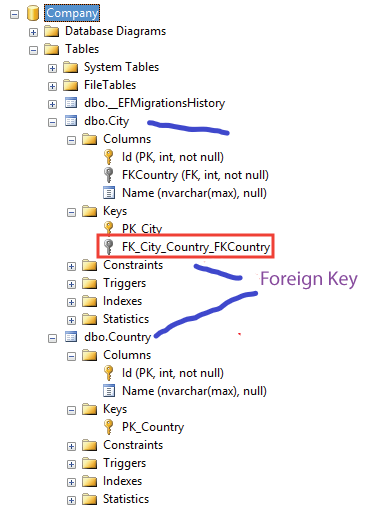 Company
Database Diagrams
Tables
System Tables
FileTables
dbo.__EFMigrationsHistory
dbo.City
Columns
Id (PK, int, not null)
FKCountry (FK, int, not null)
Name (nvarchar(max), null)
Keys
PK_City
FK_City_Country_FKCountry
Constraints
Foreign Key
Triggers
Indexes
Statistics
dbo.Country
Columns
Id (PK, int, not null)
Name (nvarchar(max), null)
Keys
PK_Country
Constraints
Triggers
Indexes
Statistics